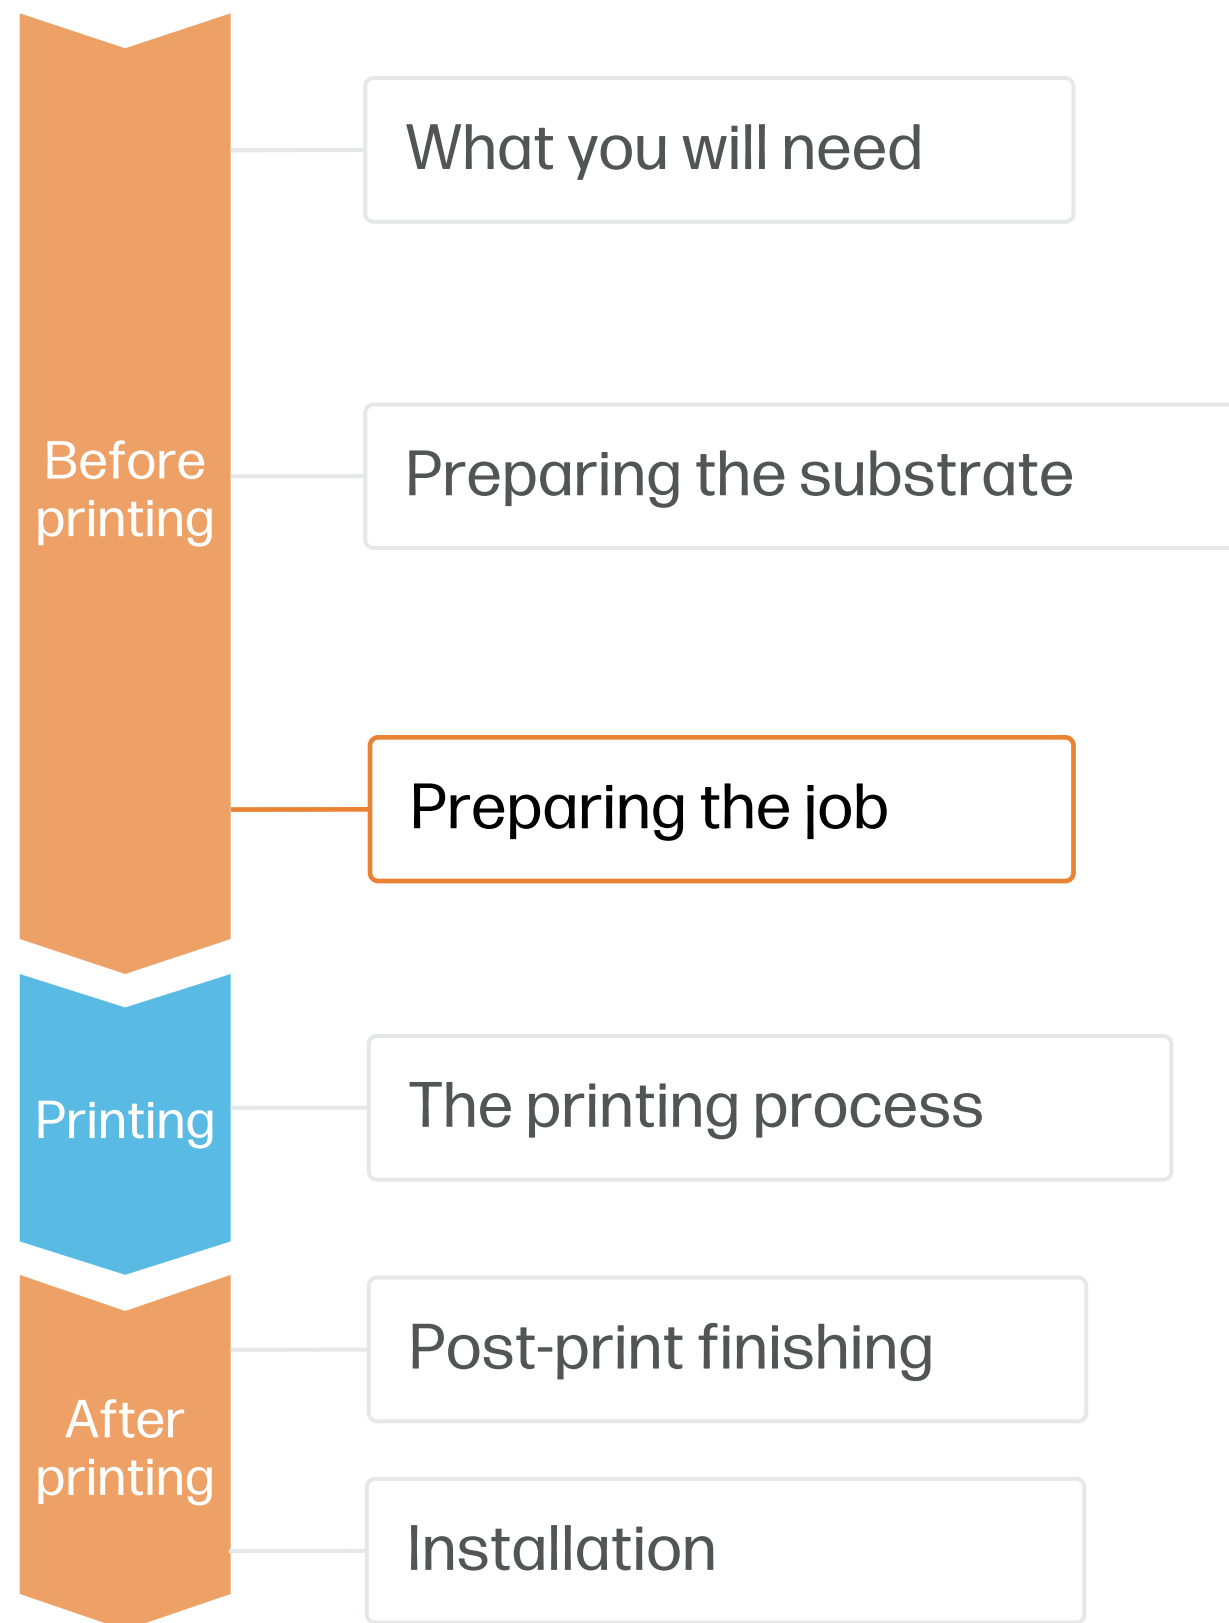 What you will need
Before
printing
Preparing the substrate
Preparing the job
Printing
The printing process
After
printing
Post-print finishing
Installation